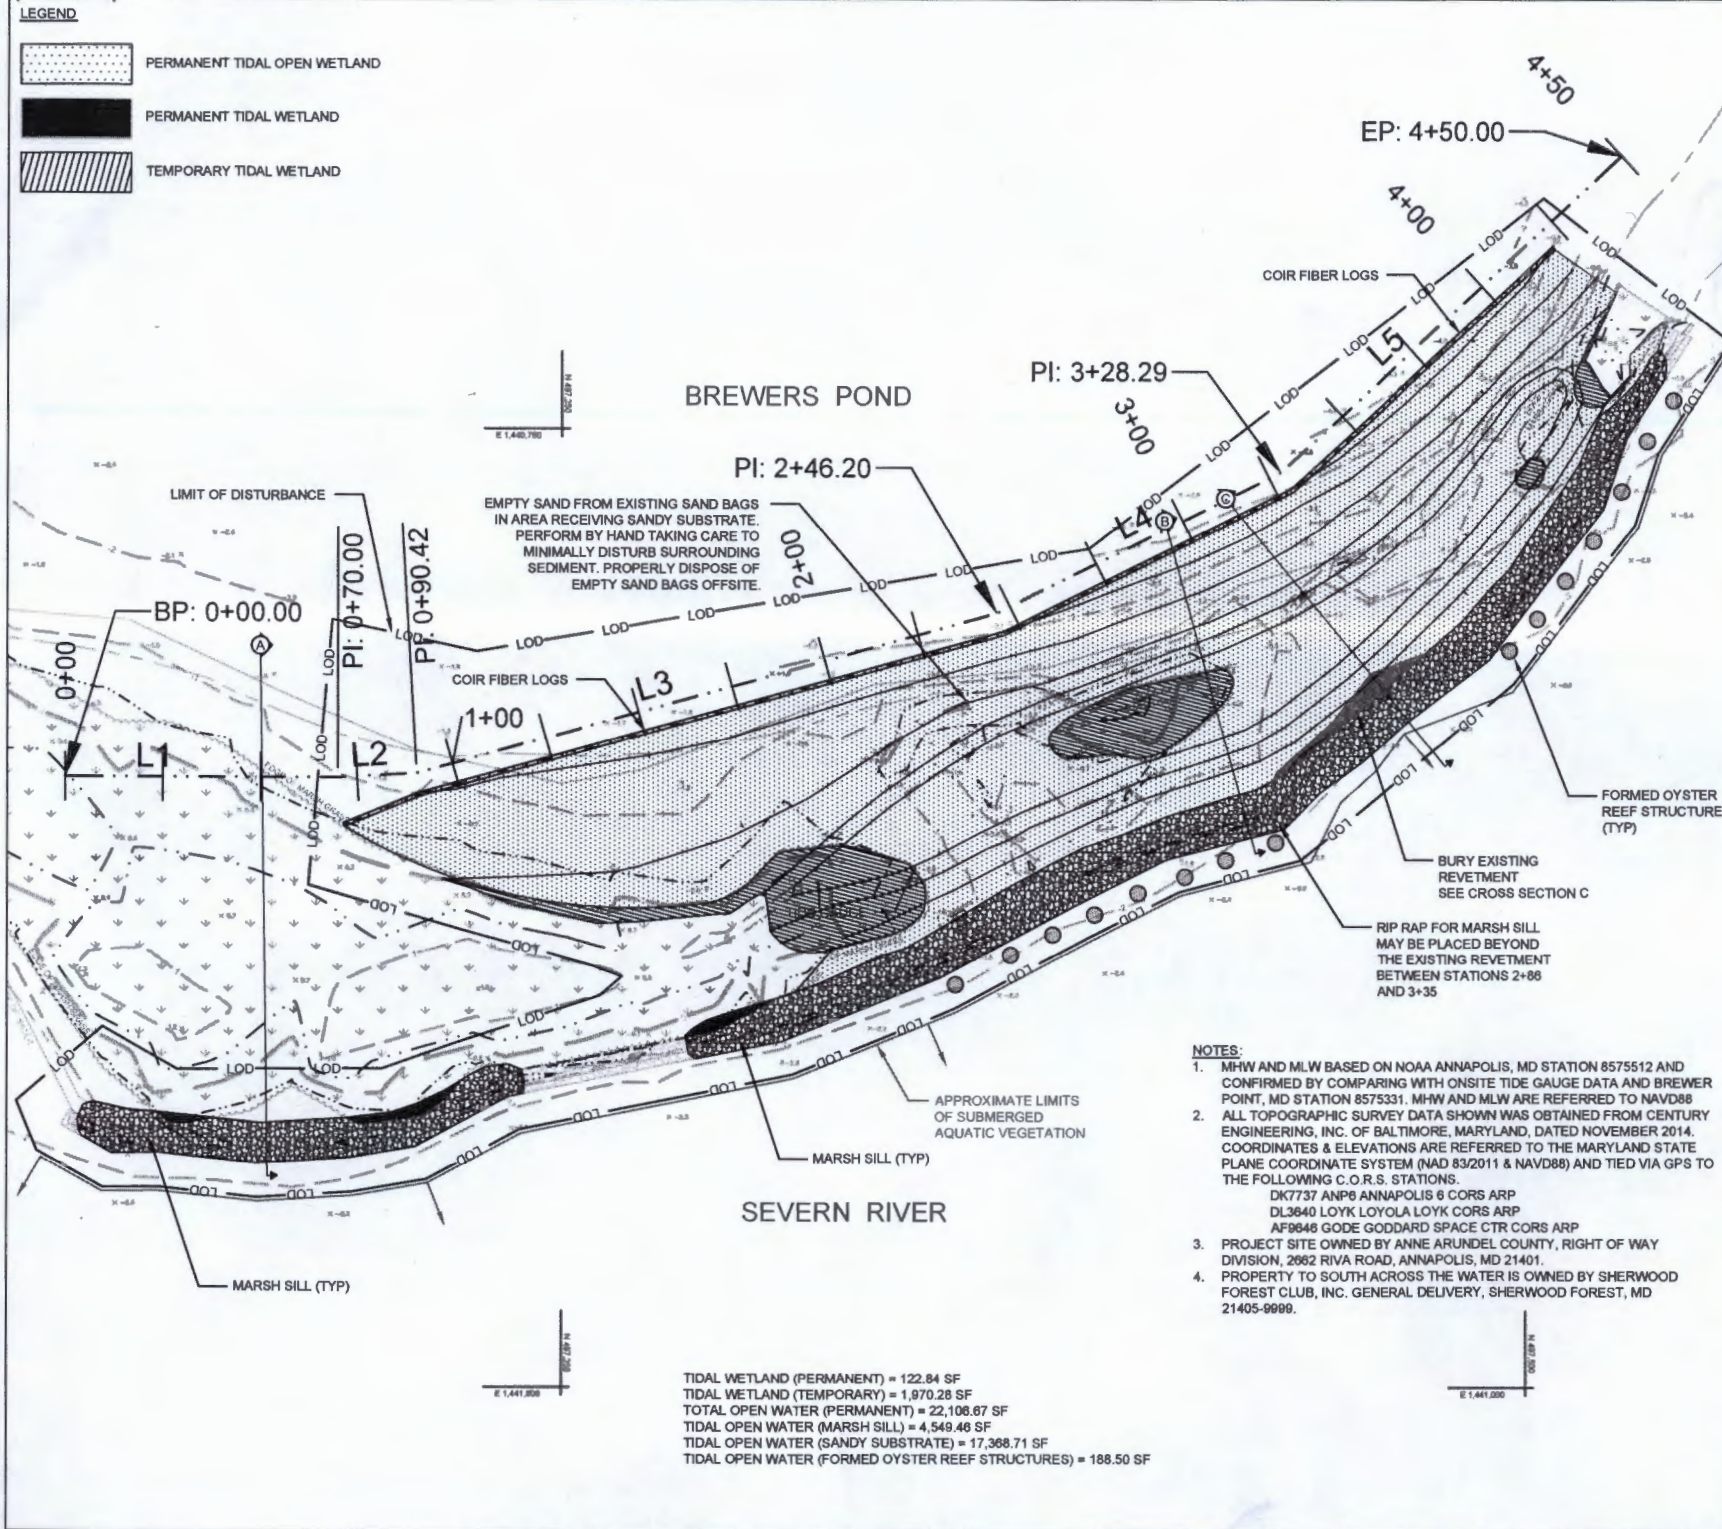 LEGEND
PERMANENT TIDAL OPEN WETLAND
PERMANENT TIDAL WETLAND
TEMPORARY TIDAL WETLAND
4+50
EP: 4+50.00
4+00
COIR FIBER LOGS
LOD
LOD
LOD
LOD
LOD
L5
PI: 3+28.29
3+00
BREWERS POND
N 497,250
E 1,440,750
PI: 2+46.20
LIMIT OF DISTURBANCE
EMPTY SAND FROM EXISTING SAND BAGS
IN AREA RECEIVING SANDY SUBSTRATE.
PERFORM BY HAND TAKING CARE TO
MINIMALLY DISTURB SURROUNDING
SEDIMENT. PROPERLY DISPOSE OF
EMPTY SAND BAGS OFFSITE.
2+00
L4
B
C
PI: 0+70.00
PI: 0+90.42
BP: 0+00.00
0+00
A
COIR FIBER LOGS
L3
1+00
L1
L2
FORMED OYSTER
REEF STRUCTURE
(TYP)
BURY EXISTING
REVETMENT
SEE CROSS SECTION C
RIP RAP FOR MARSH SILL
MAY BE PLACED BEYOND
THE EXISTING REVETMENT
BETWEEN STATIONS 2+86
AND 3+35
APPROXIMATE LIMITS
OF SUBMERGED
AQUATIC VEGETATION
MARSH SILL (TYP)
SEVERN RIVER
MARSH SILL (TYP)
NOTES:
1. MHW AND MLW BASED ON NOAA ANNAPOLIS, MD STATION 8575512 AND
CONFIRMED BY COMPARING WITH ONSITE TIDE GAUGE DATA AND BREWER
POINT, MD STATION 8575331. MHW AND MLW ARE REFERRED TO NAVD88
2. ALL TOPOGRAPHIC SURVEY DATA SHOWN WAS OBTAINED FROM CENTURY
ENGINEERING, INC. OF BALTIMORE, MARYLAND, DATED NOVEMBER 2014.
COORDINATES & ELEVATIONS ARE REFERRED TO THE MARYLAND STATE
PLANE COORDINATE SYSTEM (NAD 83/2011 & NAVD88) AND TIED VIA GPS TO
THE FOLLOWING C.O.R.S. STATIONS.
DK7737 ANP6 ANNAPOLIS 6 CORS ARP
DL3640 LOYK LOYOLA LOYK CORS ARP
AF9646 GODE GODDARD SPACE CTR CORS ARP
3. PROJECT SITE OWNED BY ANNE ARUNDEL COUNTY, RIGHT OF WAY
DIVISION, 2662 RIVA ROAD, ANNAPOLIS, MD 21401.
4. PROPERTY TO SOUTH ACROSS THE WATER IS OWNED BY SHERWOOD
FOREST CLUB, INC. GENERAL DELIVERY, SHERWOOD FOREST, MD
21405-9999.
E 1,441,000
TIDAL WETLAND (PERMANENT) = 122.84 SF
TIDAL WETLAND (TEMPORARY) = 1,970.28 SF
TOTAL OPEN WATER (PERMANENT) = 22,106.67 SF
TIDAL OPEN WATER (MARSH SILL) = 4,549.46 SF
TIDAL OPEN WATER (SANDY SUBSTRATE) = 17,368.71 SF
TIDAL OPEN WATER (FORMED OYSTER REEF STRUCTURES) = 188.50 SF